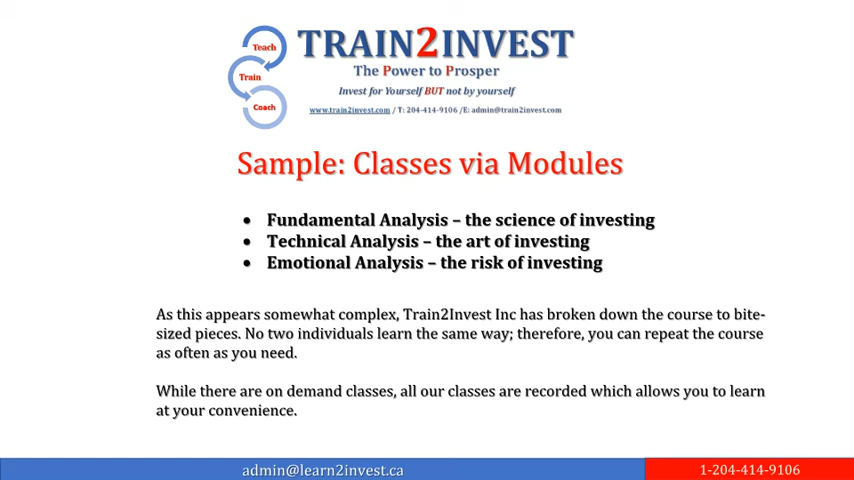 Teach
Train
Coach
TRAIN2INVEST
The Power to Prosper
Invest for Yourself BUT not by yourself
www.train2invest.com / T: 204-414-9106 /E: admin@train2invest.com
Sample: Classes via Modules
• Fundamental Analysis – the science of investing
• Technical Analysis – the art of investing
• Emotional Analysis – the risk of investing
As this appears somewhat complex, Train2Invest Inc has broken down the course to bite-
sized pieces. No two individuals learn the same way; therefore, you can repeat the course
as often as you need.
While there are on demand classes, all our classes are recorded which allows you to learn
at your convenience.
admin@learn2invest.ca
1-204-414-9106